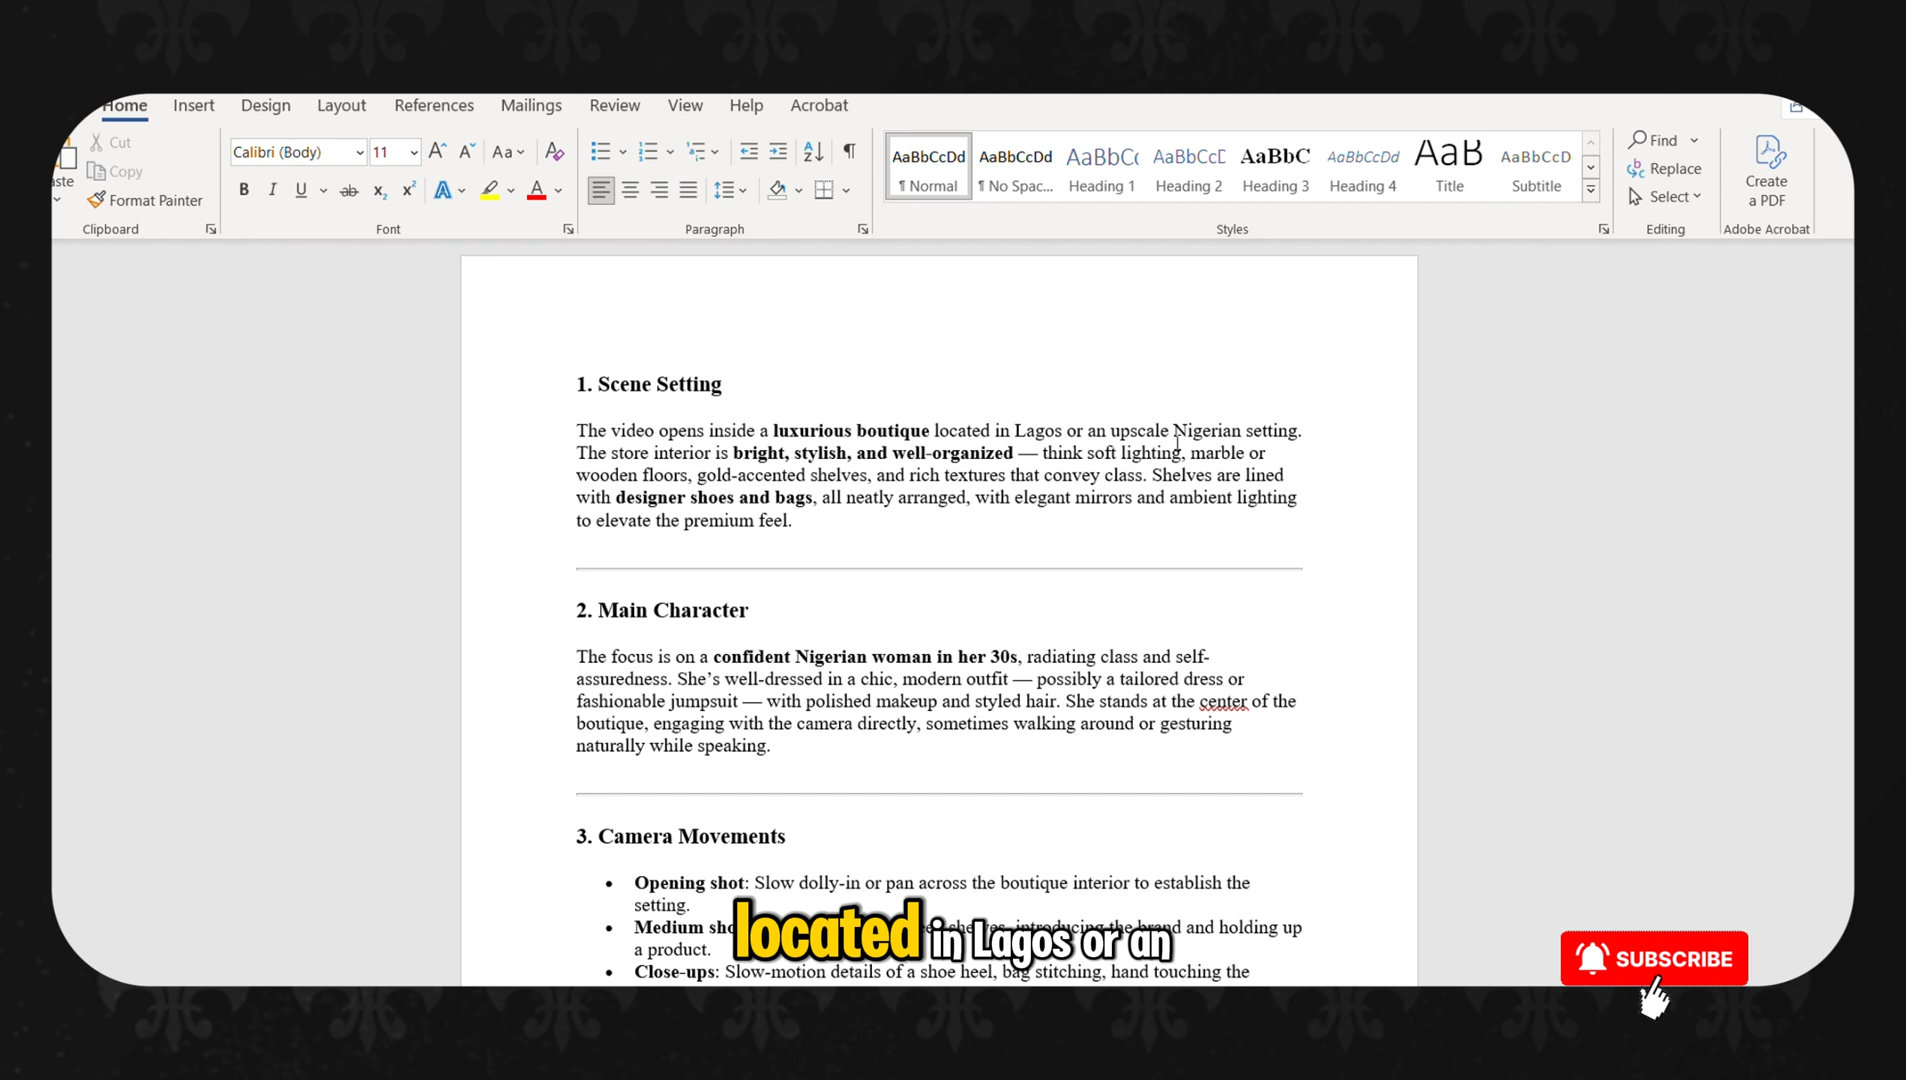 Home Insert Design Layout References Mailings Review View Help Acrobat
Cut
Copy
Format Painter
Clipboard
Calibri (Body) 11
Font
Paragraph
AaBbCcDd AaBbCcDd AaBbC AaBbCcD AaBbC AaBbCcDd AaB AaBbCcD
¶ Normal ¶ No Spac... Heading 1 Heading 2 Heading 3 Heading 4 Title Subtitle
Styles
Find
Replace
Select
Editing
Create
a PDF
Adobe Acrobat
1. Scene Setting
The video opens inside a luxurious boutique located in Lagos or an upscale Nigerian setting.
The store interior is bright, stylish, and well-organized — think soft lighting, marble or
wooden floors, gold-accented shelves, and rich textures that convey class. Shelves are lined
with designer shoes and bags, all neatly arranged, with elegant mirrors and ambient lighting
to elevate the premium feel.
2. Main Character
The focus is on a confident Nigerian woman in her 30s, radiating class and self-
assuredness. She’s well-dressed in a chic, modern outfit — possibly a tailored dress or
fashionable jumpsuit — with polished makeup and styled hair. She stands at the center of the
boutique, engaging with the camera directly, sometimes walking around or gesturing
naturally while speaking.
3. Camera Movements
• Opening shot: Slow dolly-in or pan across the boutique interior to establish the
setting.
• Medium introducing the brand and holding up
a product.
• Close-ups: Slow-motion details of a shoe heel, bag stitching, hand touching the
located in Lagos or an
SUBSCRIBE